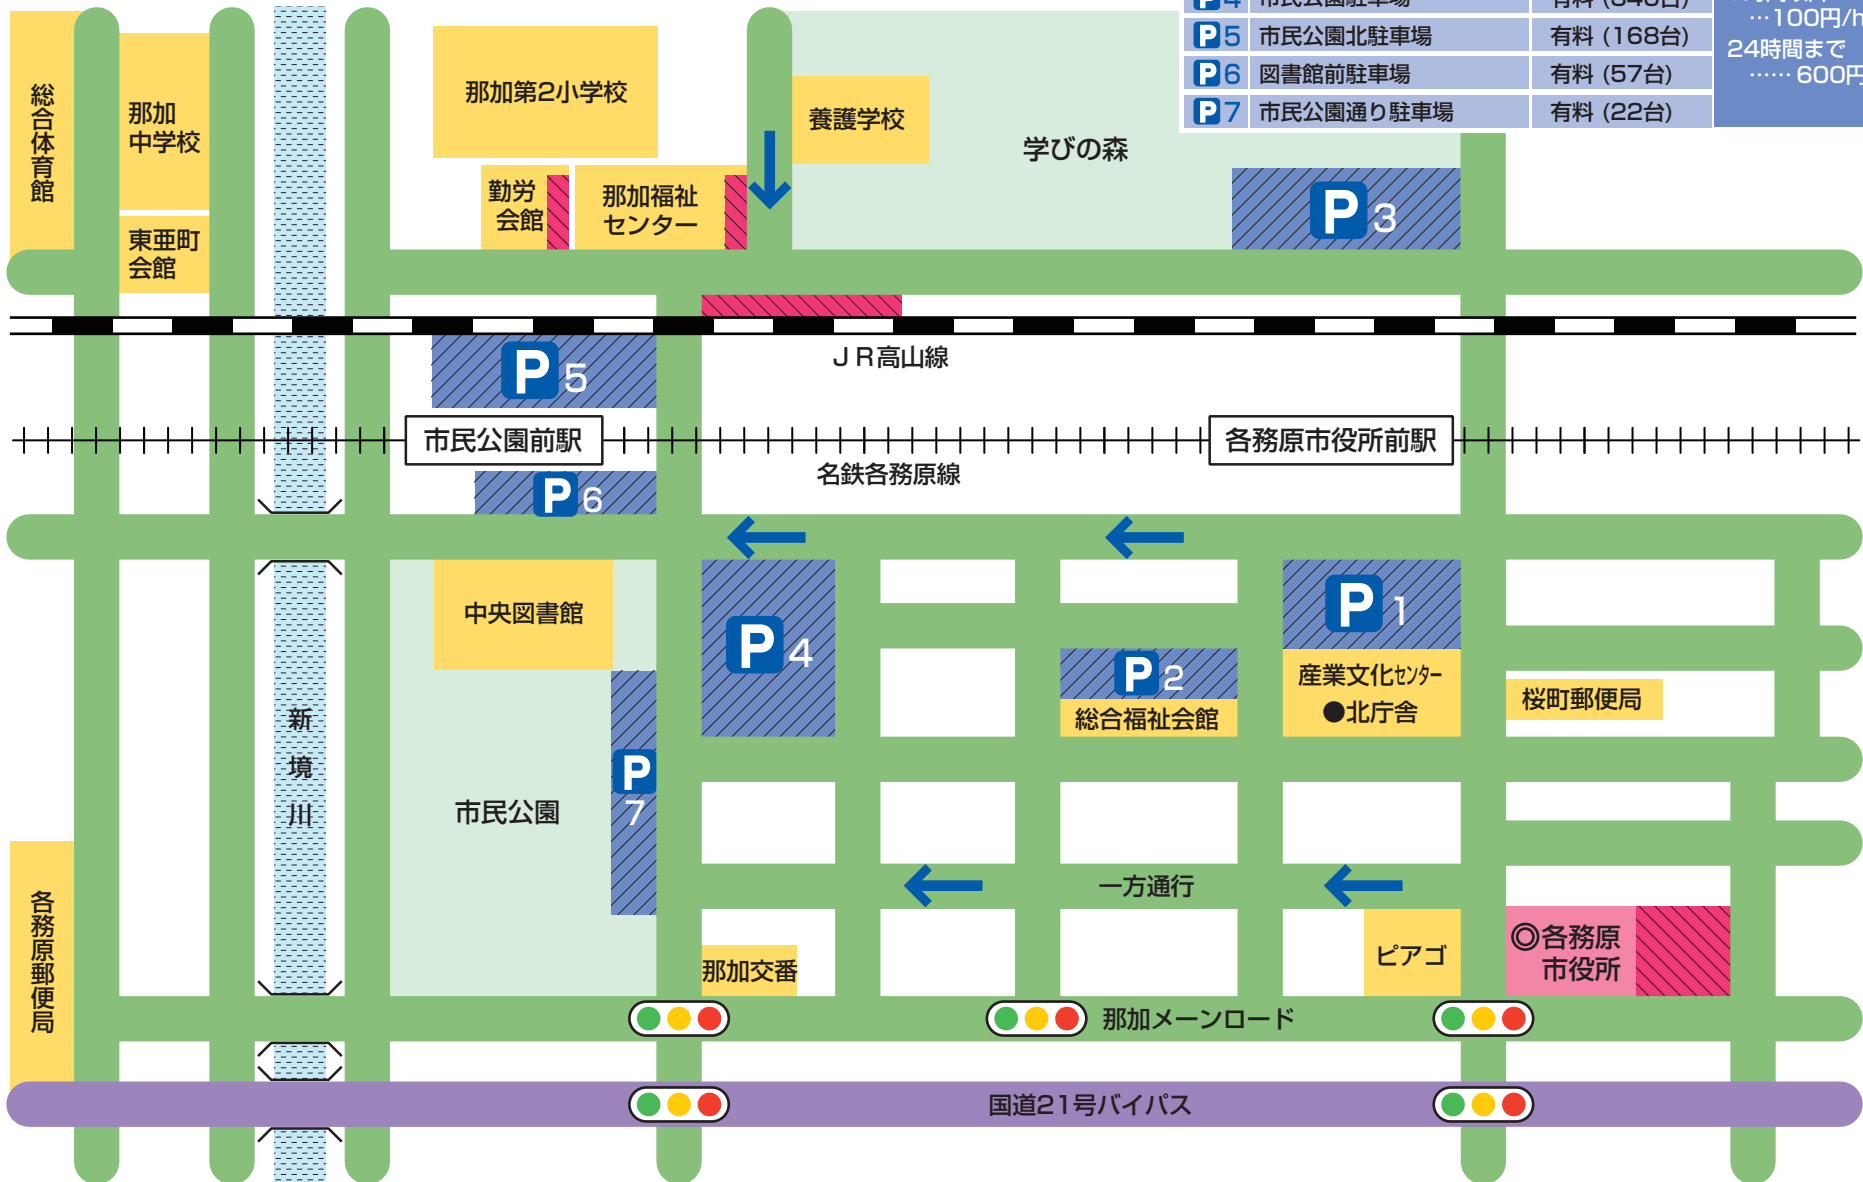 …100円/h
P5 市民公園北駐車場 有料 (168台)
24時間まで
…… 600円
P6 図書館前駐車場 有料 (57台)
P7 市民公園通り駐車場 有料 (22台)
総合体育館
那加
中学校
那加第2小学校
養護学校
学びの森
勤労
会館
那加福祉
センター
P3
東亜町
会館
JR高山線
P5
市民公園前駅
各務原市役所前駅
名鉄各務原線
P6
中央図書館
P4
P1
P2
総合福祉会館
産業文化センター
●北庁舎
桜町郵便局
新境川
市民公園
P
7
一方通行
各務原郵便局
那加交番
ピアゴ
◎各務原
市役所
那加メーンロード
国道21号バイパス